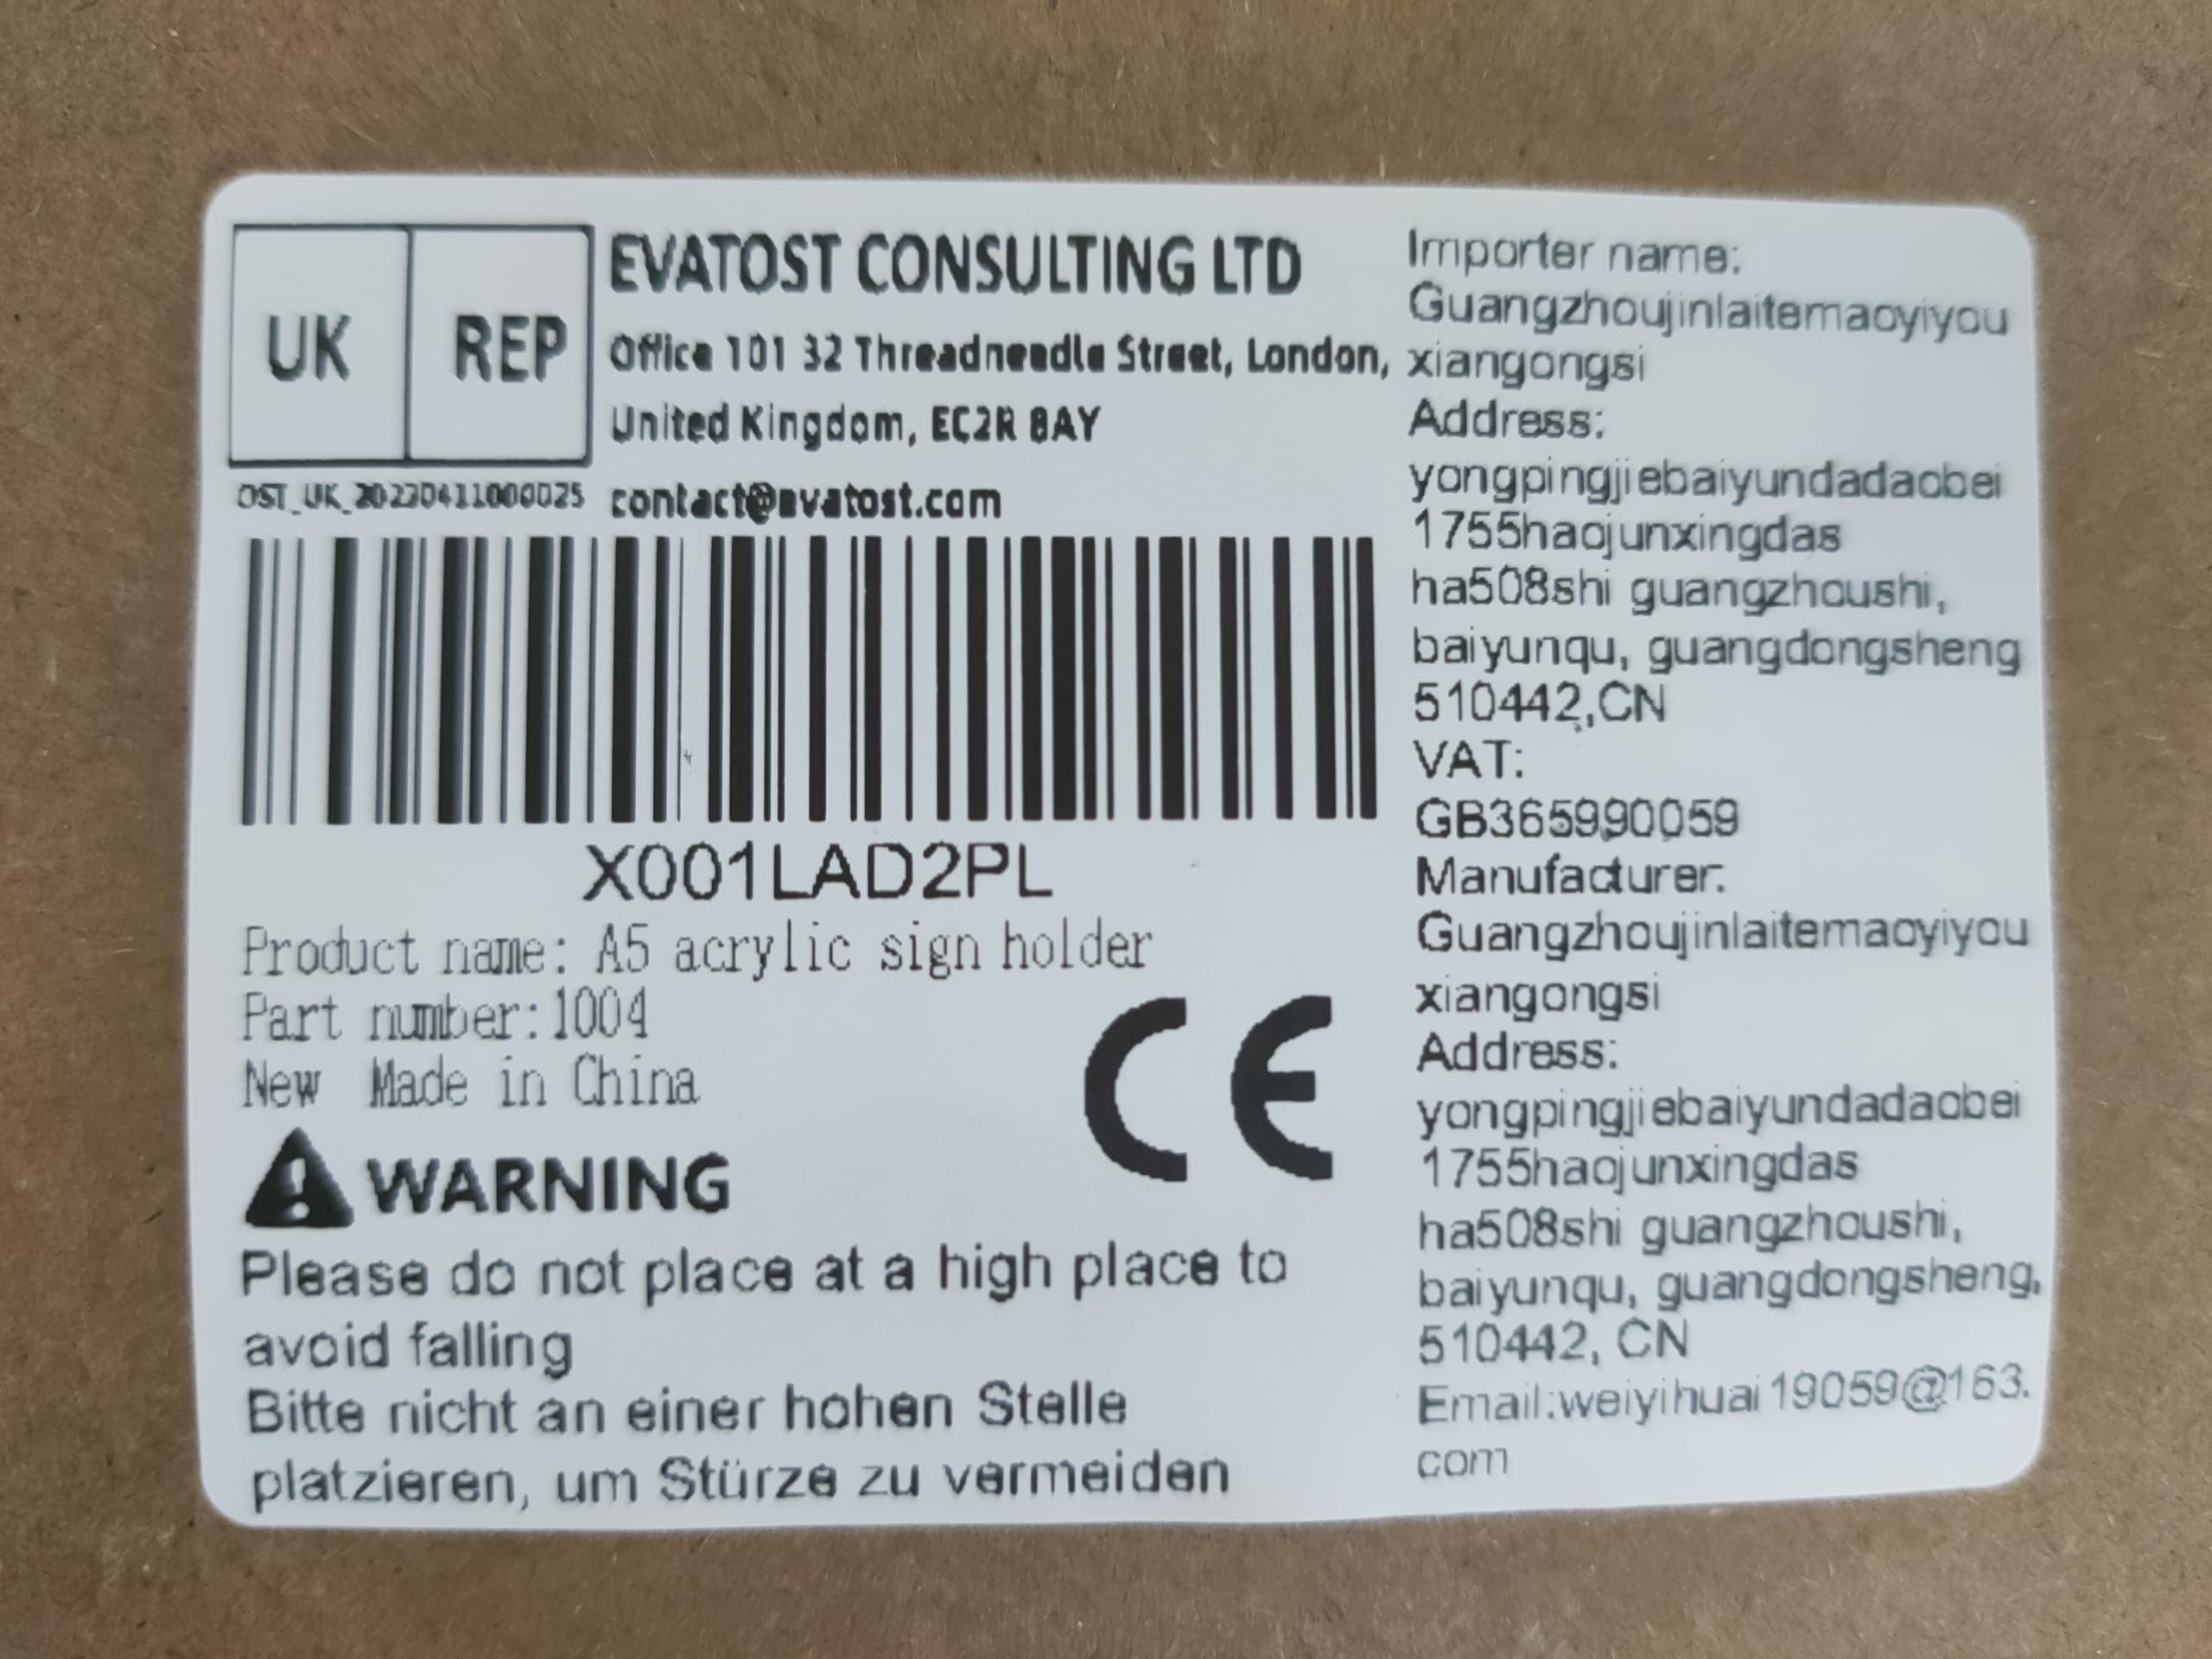 UK REP
EVATOST CONSULTING LTD
Office 101 32 Threadneedle Street, London,
United Kingdom, EC2R 8AY
OST_UK_20220411000025
contact@evatost.com
X001LAD2PL
Product name: A5 acrylic sign holder
Part number:1004
New Made in China
CE
WARNING
Please do not place at a high place to
avoid falling
Bitte nicht an einer hohen Stelle
platzieren, um Stürze zu vermeiden
Importer name:
Guangzhoujinlaitemaoyiyou
xiangongsi
Address:
yongpingjiebaiyundadaobei
1755haojunxingdas
ha508shi guangzhoushi,
baiyunqu, guangdongsheng
510442,CN
VAT:
GB365990059
Manufacturer:
Guangzhoujinlaitemaoyiyou
xiangongsi
Address:
yongpingjiebaiyundadaobei
1755haojunxingdas
ha508shi guangzhoushi,
baiyunqu, guangdongsheng,
510442, CN
Email:weiyihuai19059@163.
com